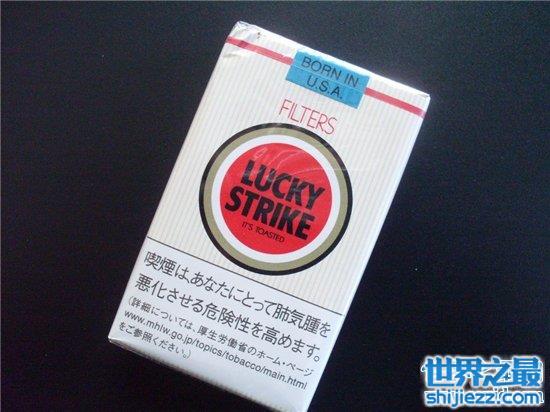 BORN IN
U.S.A.
FILTERS
LUCKY
STRIKE
IT'S TOASTED
喫煙は、あなたにとって肺気腫を
悪化させる危険性を高めます。
(詳細については、厚生労働省のホーム・ページ
www.mhlw.go.jp/topics/tobacco/main.html
をご参照ください。)
世界之最
shijiezz.com